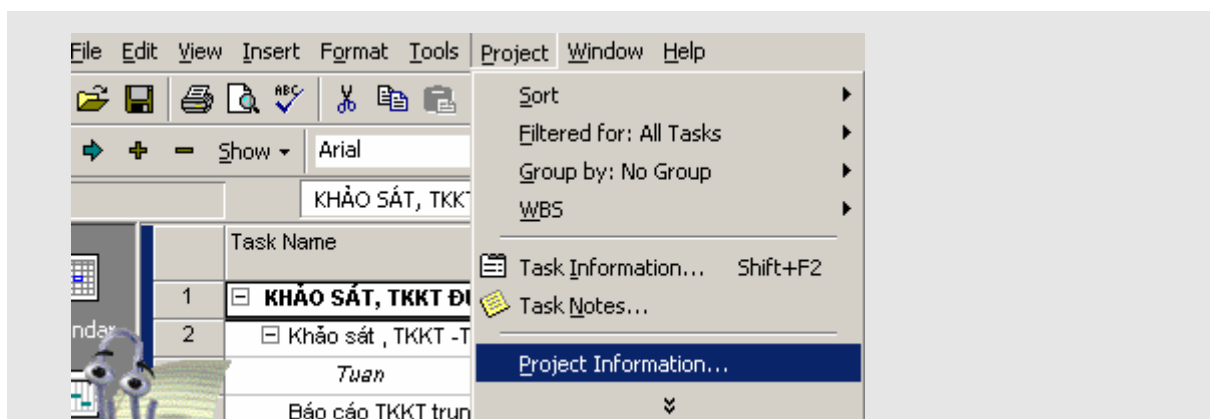 File Edit View Insert Format Tools Project Window Help
ABC
Show Arial
KHẢO SÁT, TKKT
Task Name
1 KHẢO SÁT, TKKT
2 Khảo sát , TKKT -T
Tuan
Báo cáo TKKT
Sort
Filtered for: All Tasks
Group by: No Group
WBS
Task Information... Shift+F2
Task Notes...
Project Information...